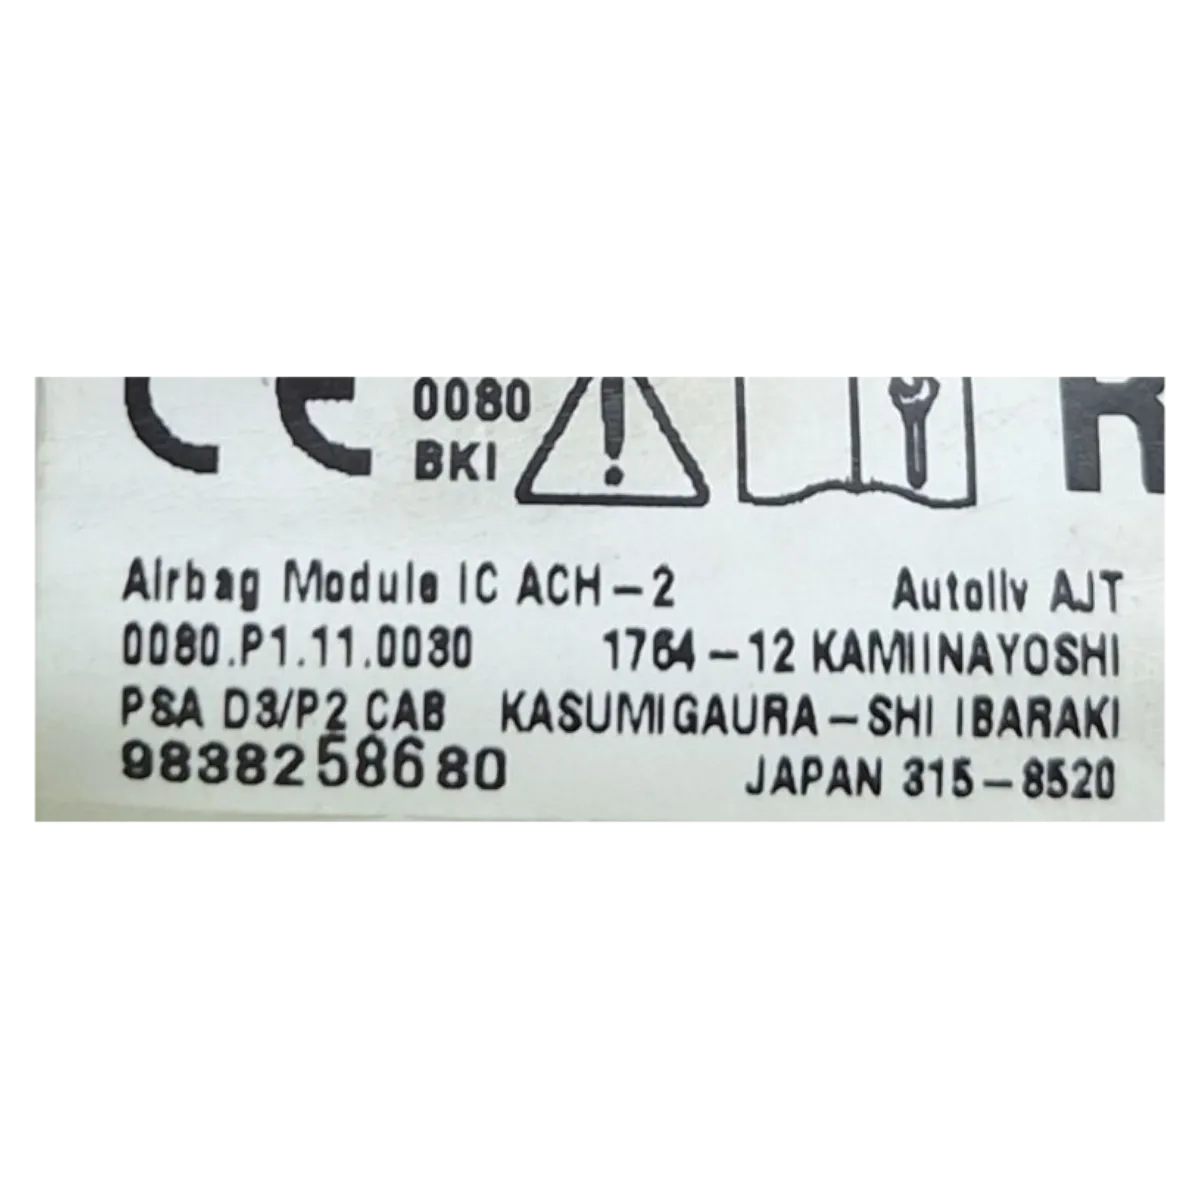 CE 0080
BKI
R
Airbag Module IC ACH-2 Autoliv AJT
0080.P1.11.0030 1764-12 KAMIINAYOSHI
PSA D3/P2 CAB KASUMIGAURA-SHI IBARAKI
9838258680 JAPAN 315-8520